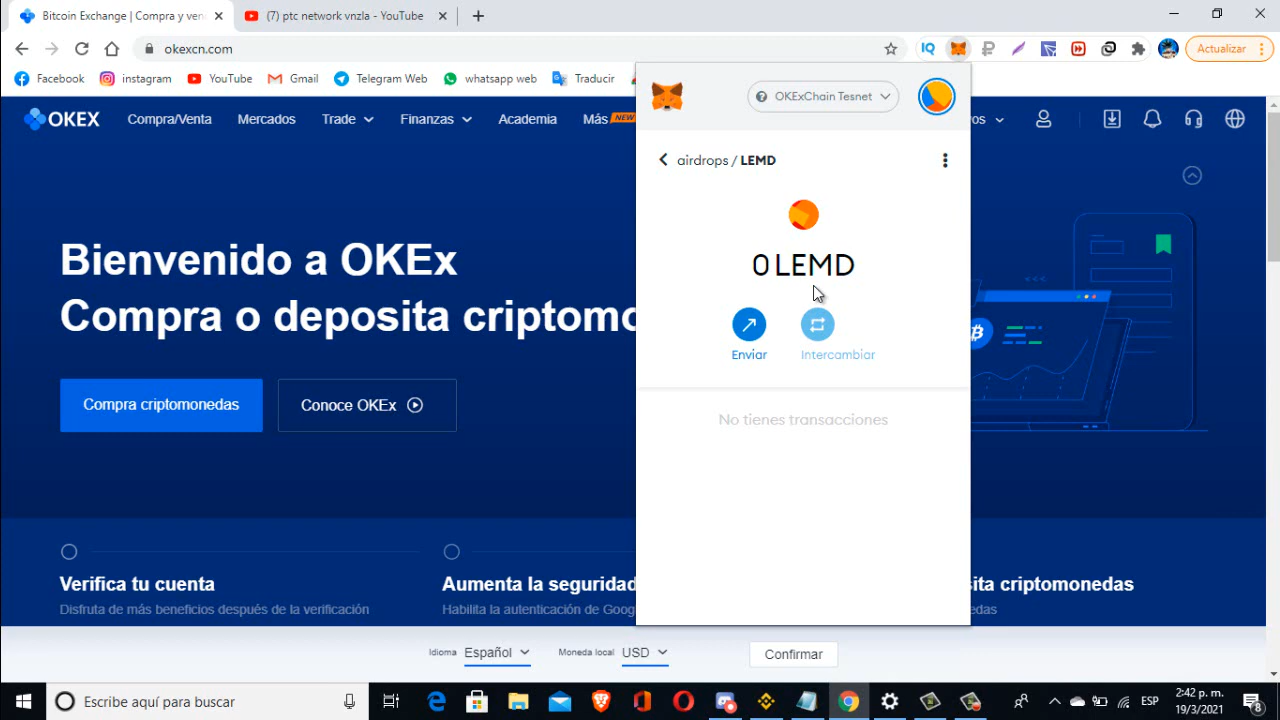 Bitcoin Exchange | Compra y ven
(7) ptc network vnzla - YouTube
okexcn.com
IQ
Actualizar
Facebook
instagram
YouTube
Gmail
Telegram Web
whatsapp web
Traducir
OKEX
Compra/Venta
Mercados
Trade
Finanzas
Academia
Más
NEW
os
OKExChain Tesnet
airdrops / LEMD
0 LEMD
Enviar
Intercambiar
No tienes transacciones
Bienvenido a OKEx
Compra o deposita criptomo
Compra criptomonedas
Conoce OKEx
Verifica tu cuenta
Disfruta de más beneficios después de la verificación
Aumenta la seguridad
Habilita la autenticación de Goog
sita criptomonedas
nedas
Idioma
Español
Moneda local
USD
Confirmar
Escribe aquí para buscar
ESP
2:42 p. m.
19/3/2021
8